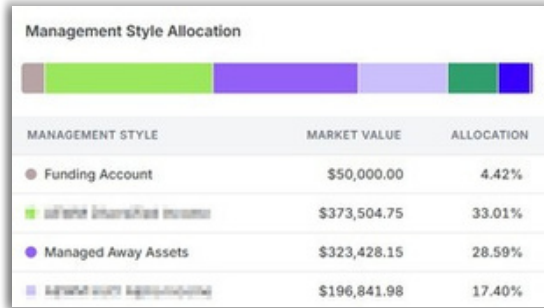 Management Style Allocation
MANAGEMENT STYLE MARKET VALUE ALLOCATION
Funding Account $50,000.00 4.42%
$373,504.75 33.01%
Managed Away Assets $323,428.15 28.59%
$196,841.98 17.40%